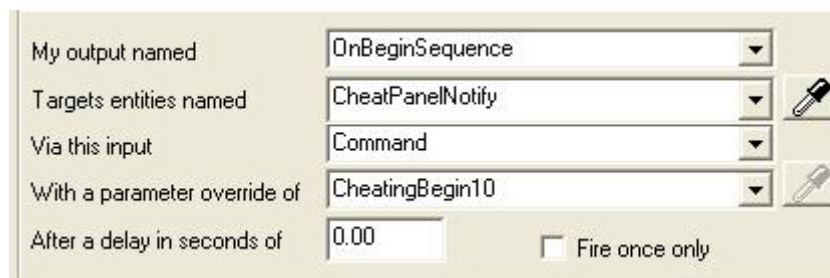 My output named OnBeginSequence
Targets entities named CheatPanelNotify
Via this input Command
With a parameter override of CheatingBegin10
After a delay in seconds of 0.00 Fire once only